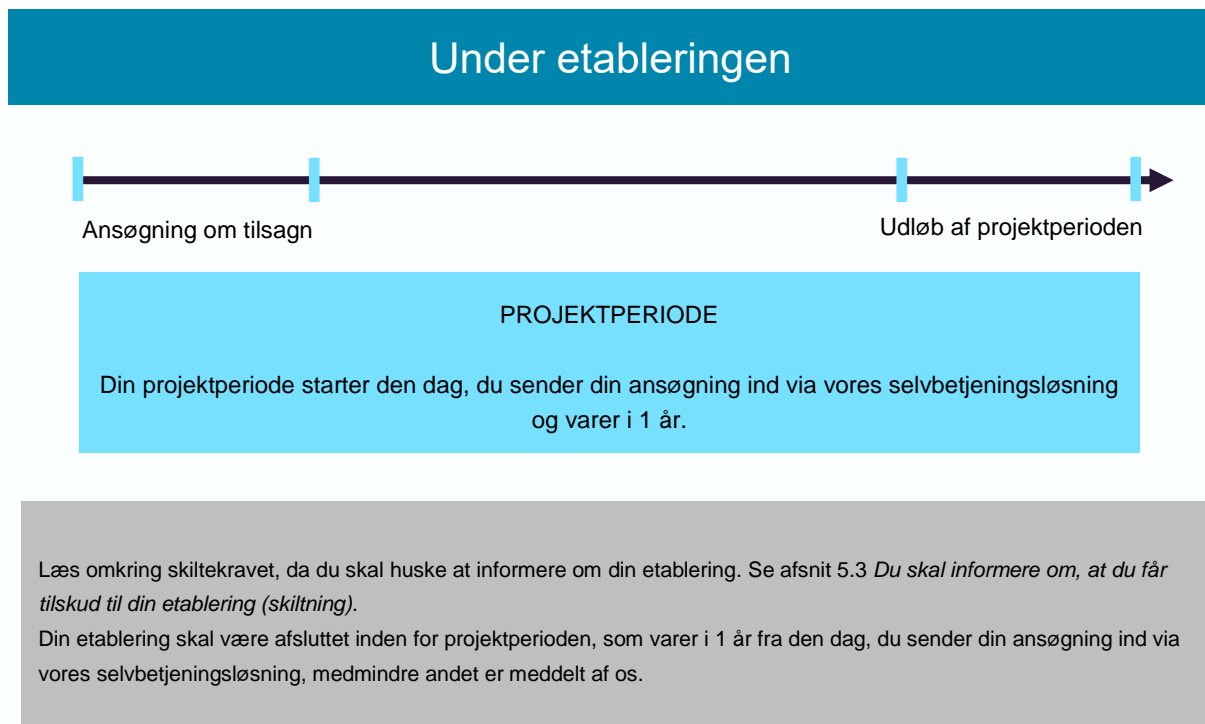 Under etableringen
Ansøgning om tilsagn
Udløb af projektperioden
PROJEKTPERIODE
Din projektperiode starter den dag, du sender din ansøgning ind via vores selvbetjeningsløsning
og varer i 1 år.
Læs omkring skiltekravet, da du skal huske at informere om din etablering. Se afsnit 5.3 Du skal informere om, at du får
tilskud til din etablering (skiltning).
Din etablering skal være afsluttet inden for projektperioden, som varer i 1 år fra den dag, du sender din ansøgning ind via
vores selvbetjeningsløsning, medmindre andet er meddelt af os.